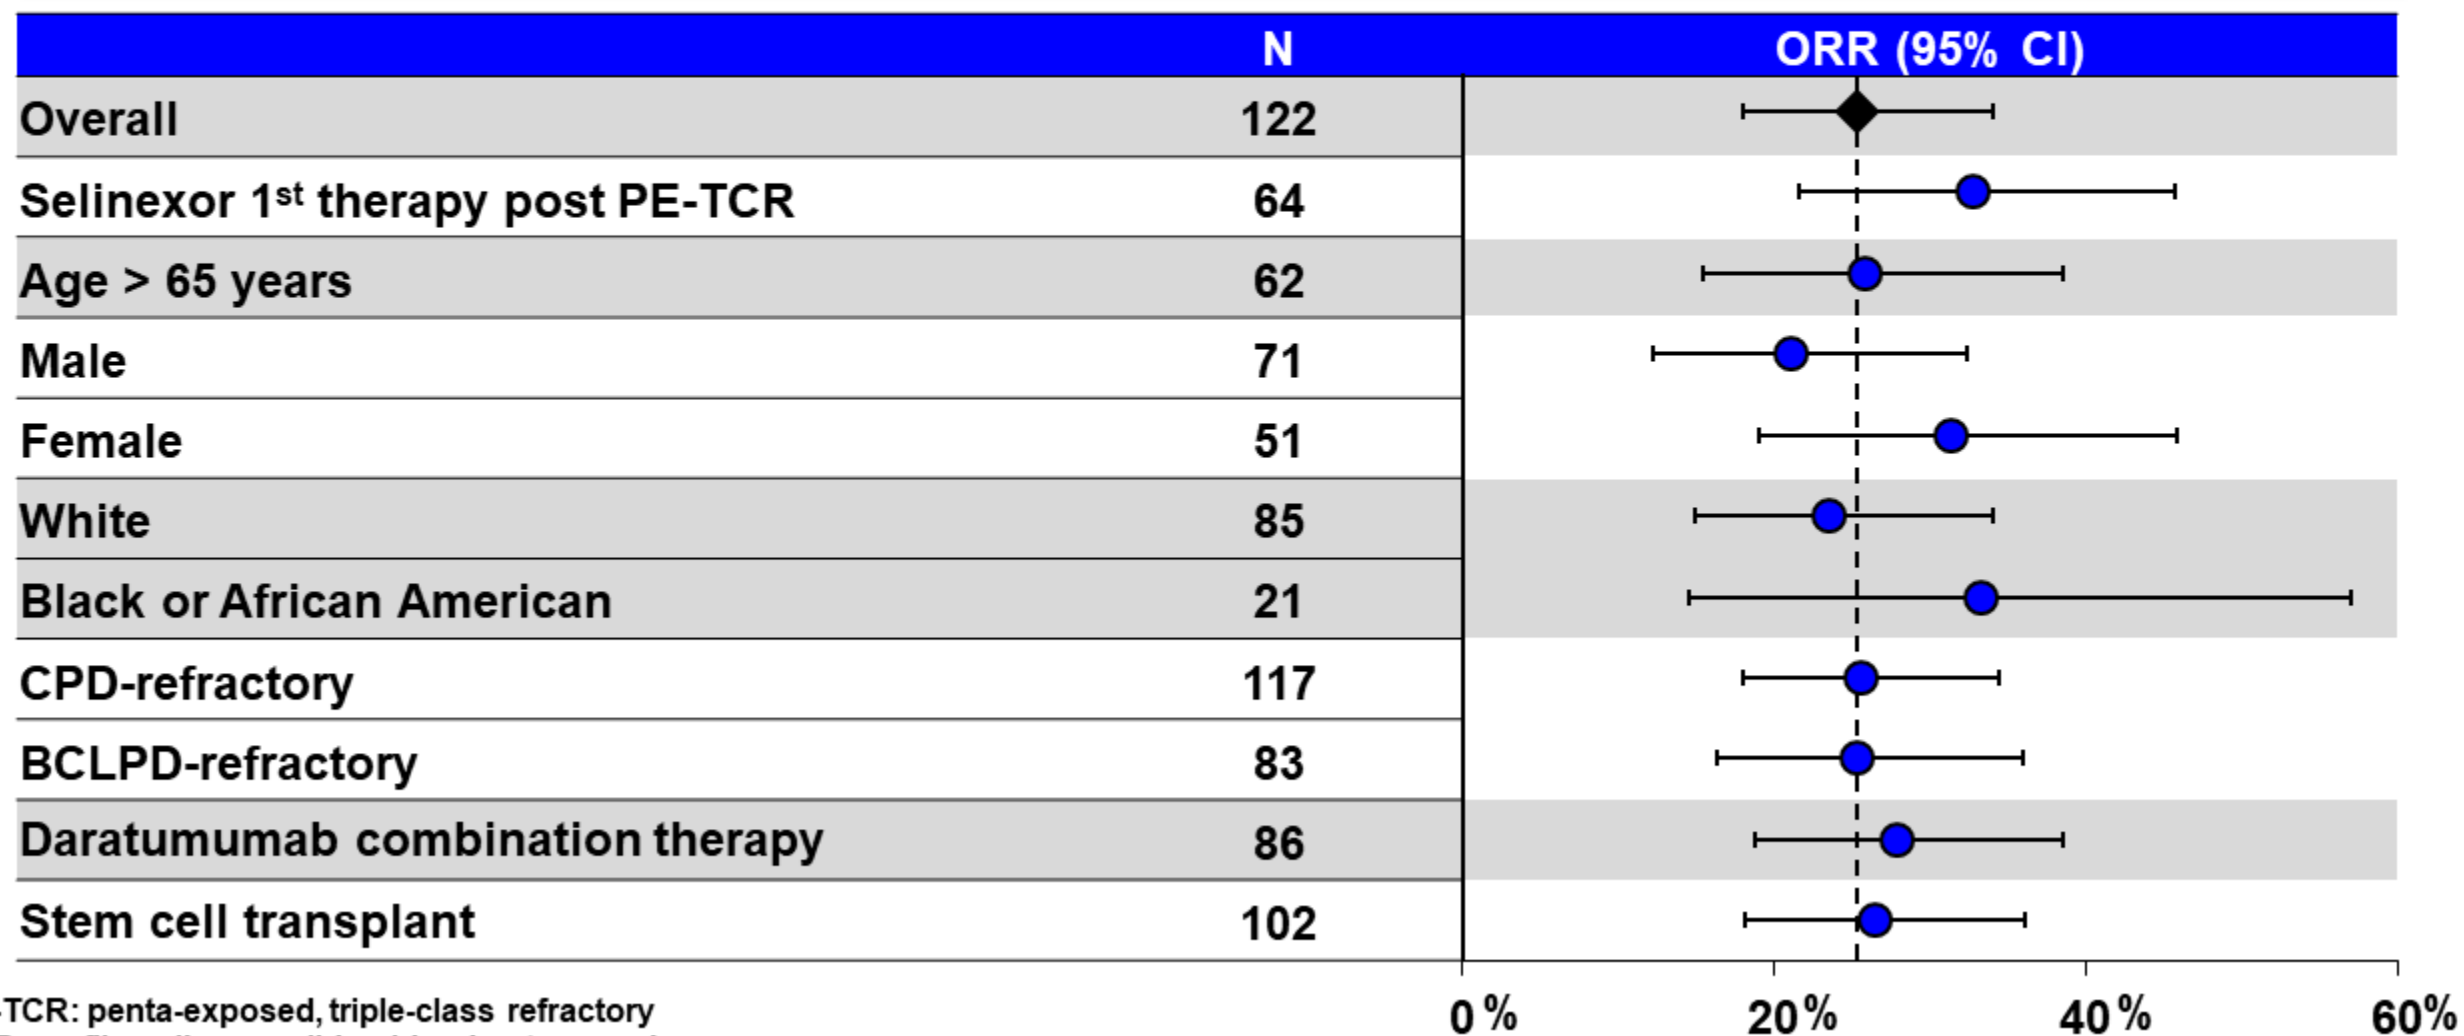 N ORR (95% CI)
Overall 122
Selinexor 1st therapy post PE-TCR 64
Age > 65 years 62
Male 71
Female 51
White 85
Black or African American 21
CPD-refractory 117
BCLPD-refractory 83
Daratumumab combination therapy 86
Stem cell transplant 102
0% 20% 40% 60%
-TCR: penta-exposed, triple-class refractory